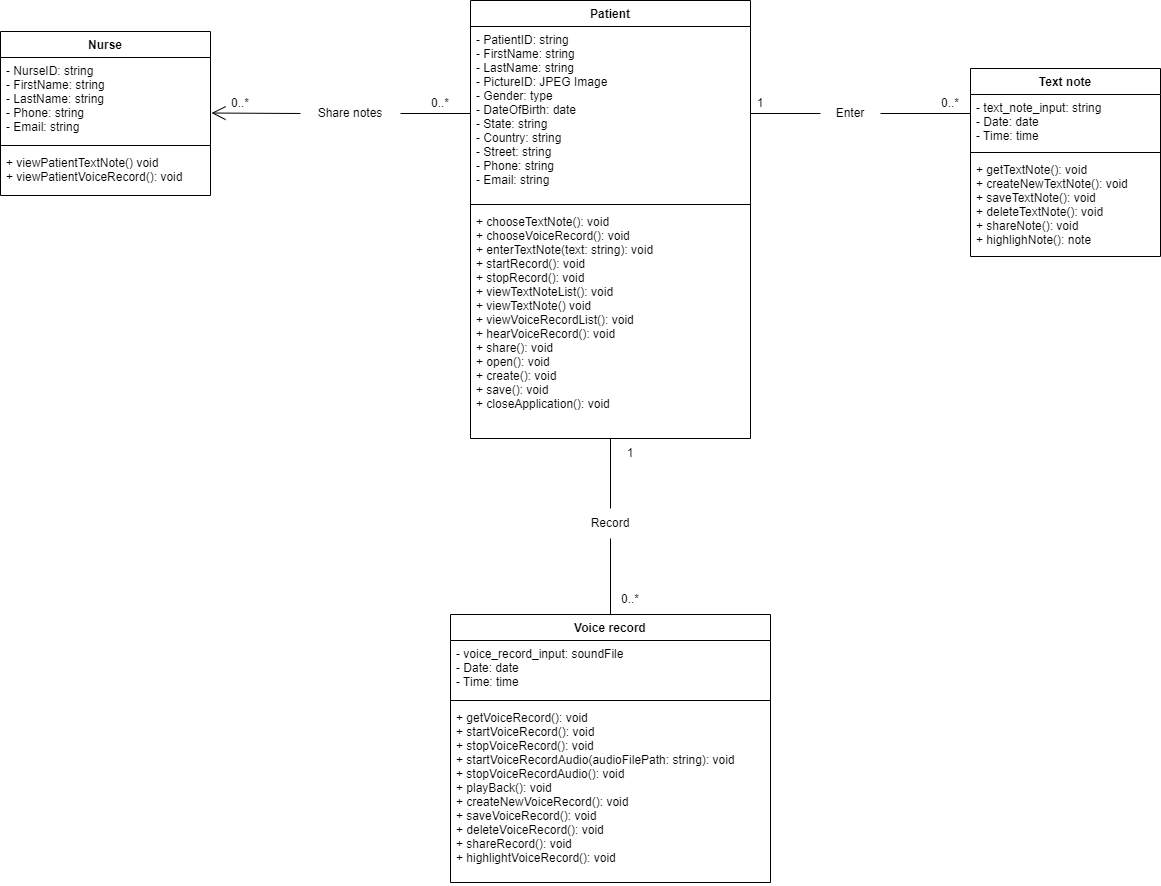 Nurse
- NurseID: string
- FirstName: string
- LastName: string
- Phone: string
- Email: string
+ viewPatientTextNote() void
+ viewPatientVoiceRecord(): void
0..*
Share notes
0..*
Patient
- PatientID: string
- FirstName: string
- LastName: string
- PictureID: JPEG Image
- Gender: type
- DateOfBirth: date
- State: string
- Country: string
- Street: string
- Phone: string
- Email: string
+ chooseTextNote(): void
+ chooseVoiceRecord(): void
+ enterTextNote(text: string): void
+ startRecord(): void
+ stopRecord(): void
+ viewTextNoteList(): void
+ viewTextNote() void
+ viewVoiceRecordList(): void
+ hearVoiceRecord(): void
+ share(): void
+ open(): void
+ create(): void
+ save(): void
+ closeApplication(): void
1
Enter
0..*
Text note
- text_note_input: string
- Date: date
- Time: time
+ getTextNote(): void
+ createNewTextNote(): void
+ saveTextNote(): void
+ deleteTextNote(): void
+ shareNote(): void
+ highlighNote(): note
1
Record
0..*
Voice record
- voice_record_input: soundFile
- Date: date
- Time: time
+ getVoiceRecord(): void
+ startVoiceRecord(): void
+ stopVoiceRecord(): void
+ startVoiceRecordAudio(audioFilePath: string): void
+ stopVoiceRecordAudio(): void
+ playBack(): void
+ createNewVoiceRecord(): void
+ saveVoiceRecord(): void
+ deleteVoiceRecord(): void
+ shareRecord(): void
+ highlightVoiceRecord(): void